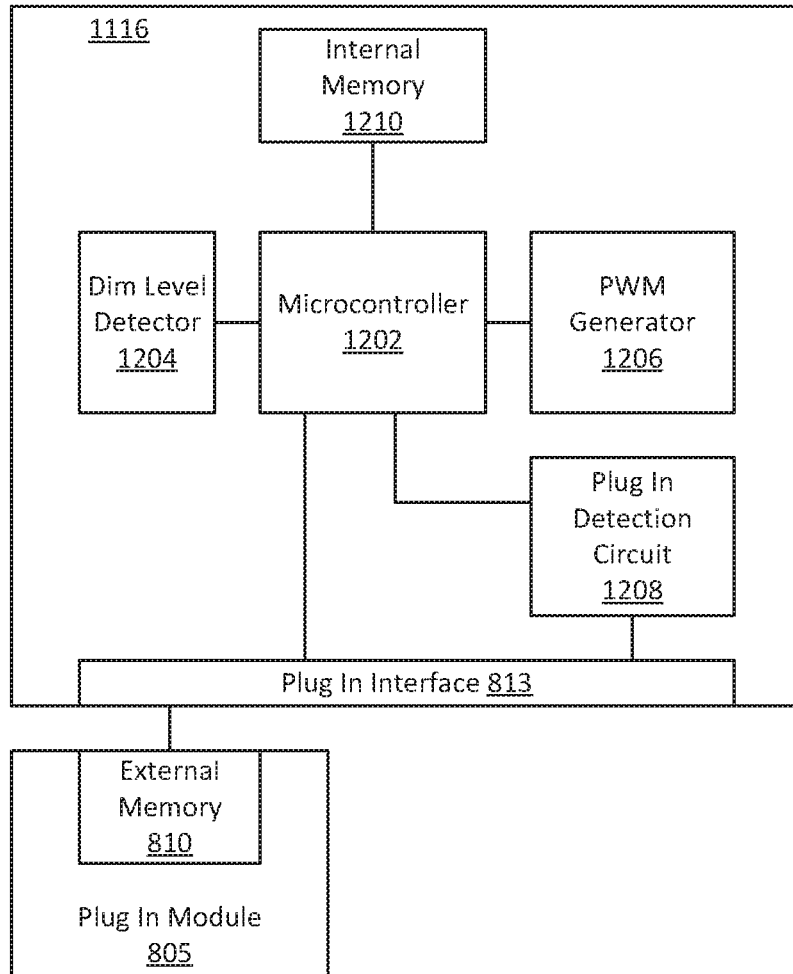 1116
Internal
Memory
1210
Dim Level
Detector
1204
Microcontroller
1202
PWM
Generator
1206
Plug In
Detection
Circuit
1208
Plug In Interface 813
External
Memory
810
Plug In Module
805